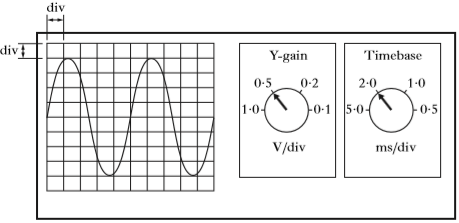 div
div
Y-gain
0·5
0·2
1·0
0·1
V/div
Timebase
2·0
1·0
5·0
0·5
ms/div